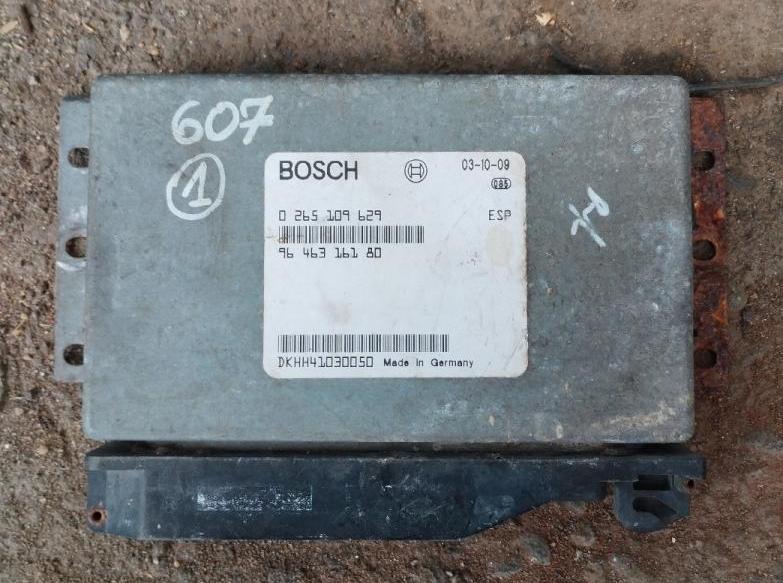 607
1
BOSCH 03-10-09
085
0 265 109 629 ESP
96 463 161 80
DKHH41030050 Made in Germany